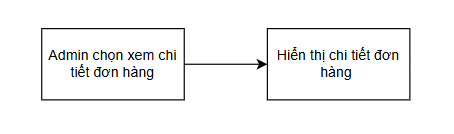 Admin chọn xem chi
tiết đơn hàng
Hiển thị chi tiết đơn
hàng